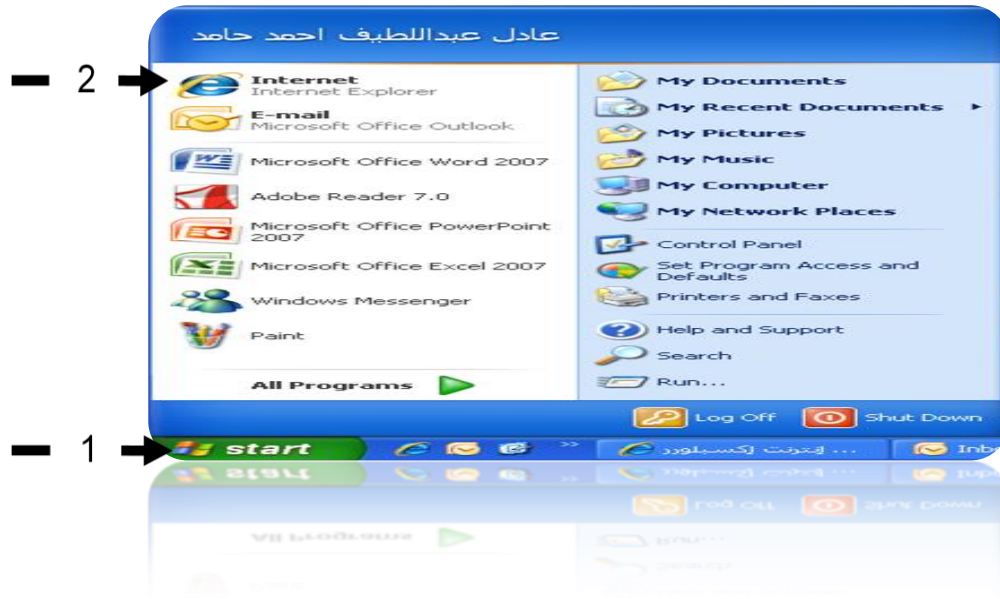 عادل عبداللطيف احمد حامد
2
Internet
Internet Explorer
E-mail
Microsoft Office Outlook
Microsoft Office Word 2007
Adobe Reader 7.0
Microsoft Office PowerPoint
2007
Microsoft Office Excel 2007
Windows Messenger
Paint
All Programs
My Documents
My Recent Documents
My Pictures
My Music
My Computer
My Network Places
Control Panel
Set Program Access and
Defaults
Printers and Faxes
Help and Support
Search
Run...
Log Off
Shut Down
1
start
إنترنت إكسبلورر ...
Inbo